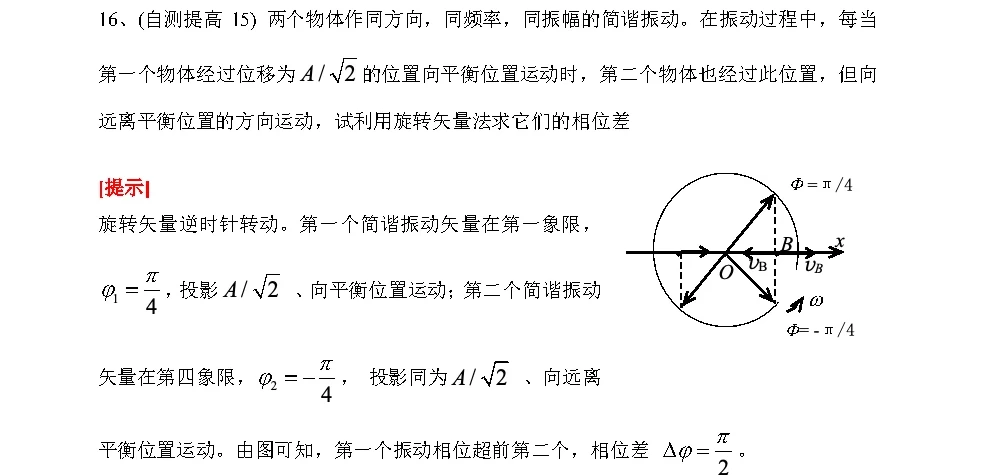 16、(自测提高 15) 两个物体作同方向，同频率，同振幅的简谐振动。在振动过程中，每当
第一个物体经过位移为 A/√2 的位置向平衡位置运动时，第二个物体也经过此位置，但向
远离平衡位置的方向运动，试利用旋转矢量法求它们的相位差
[提示]
旋转矢量逆时针转动。第一个简谐振动矢量在第一象限，
φ₁ = π/4，投影 A/√2 、向平衡位置运动；第二个简谐振动
矢量在第四象限，φ₂ = −π/4， 投影同为 A/√2 、向远离
平衡位置运动。由图可知，第一个振动相位超前第二个，相位差 Δφ = π/2。
Φ=π/4
B x
O υB υB
ω
Φ=-π/4